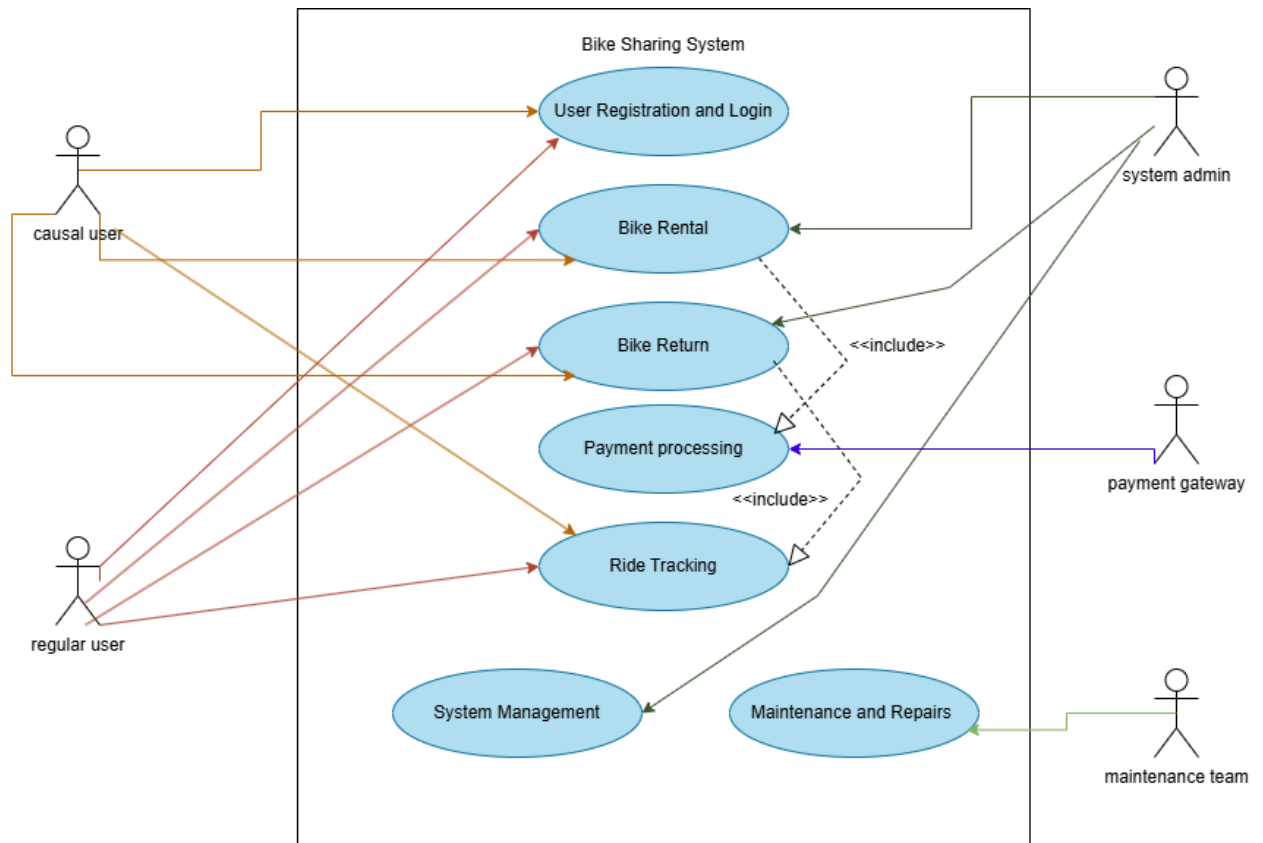 Bike Sharing System
User Registration and Login
system admin
causal user
Bike Rental
Bike Return
<<include>>
Payment processing
payment gateway
<<include>>
Ride Tracking
regular user
System Management
Maintenance and Repairs
maintenance team